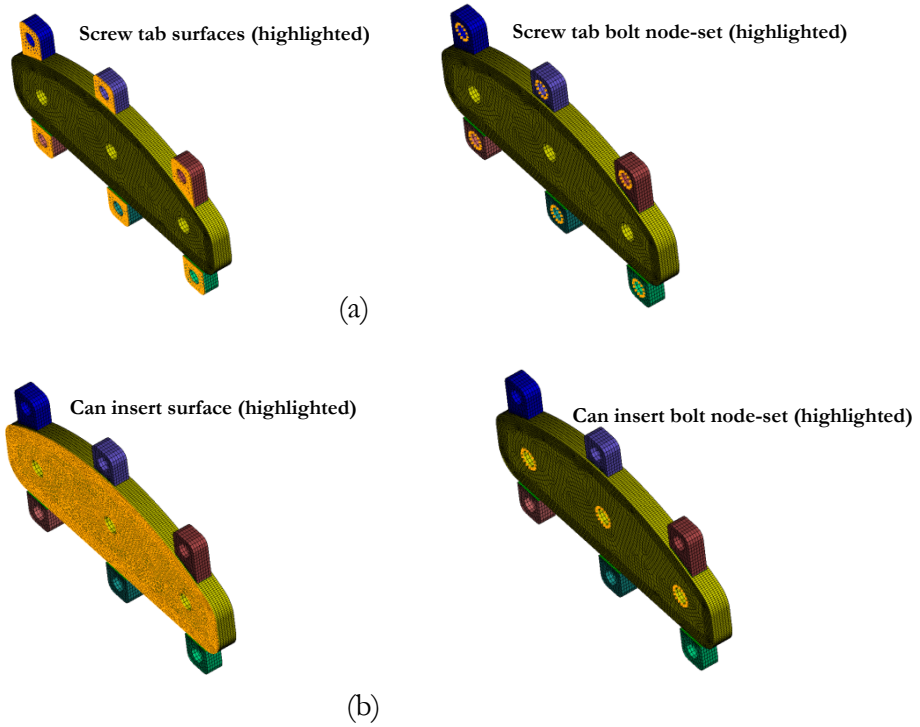 Screw tab surfaces (highlighted)
Screw tab bolt node-set (highlighted)
(a)
Can insert surface (highlighted)
Can insert bolt node-set (highlighted)
(b)